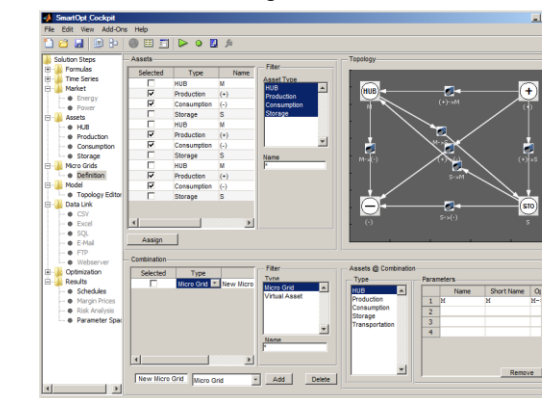 SmartOpt Cockpit
File Edit View Add-Ons Help
Solution Steps
Formulas
Time Series
Market
Energy
Power
Assets
HUB
Production
Consumption
Storage
Micro Grids
Definition
Model
Topology Editor
Data Link
CSV
Excel
SQL
E-Mail
FTP
Webserver
Optimization
Results
Schedules
Margin Prices
Risk Analysis
Parameter Spac
Assets
Selected Type Name
HUB M
Production (+)
Consumption (-)
Storage S
HUB M
Production (+)
Consumption (-)
Storage S
HUB M
Production (+)
Consumption (-)
Storage S
Assign
Filter
Asset Type
HUB
Production
Consumption
Storage
Name
*
Topology
HUB
M
(+)->M
+
(+)
M->(-)
S->M
(+)->S
(-)
S->(-)
STO
S
Combination
Selected Type
Micro Grid New Micro
Filter
Type
Micro Grid
Virtual Asset
Name
*
New Micro Grid Micro Grid Add Delete
Assets @ Combination
Type
HUB
Production
Consumption
Storage
Transportation
Parameters
Name Short Name Op
1 M M M-
2
3
4
Remove